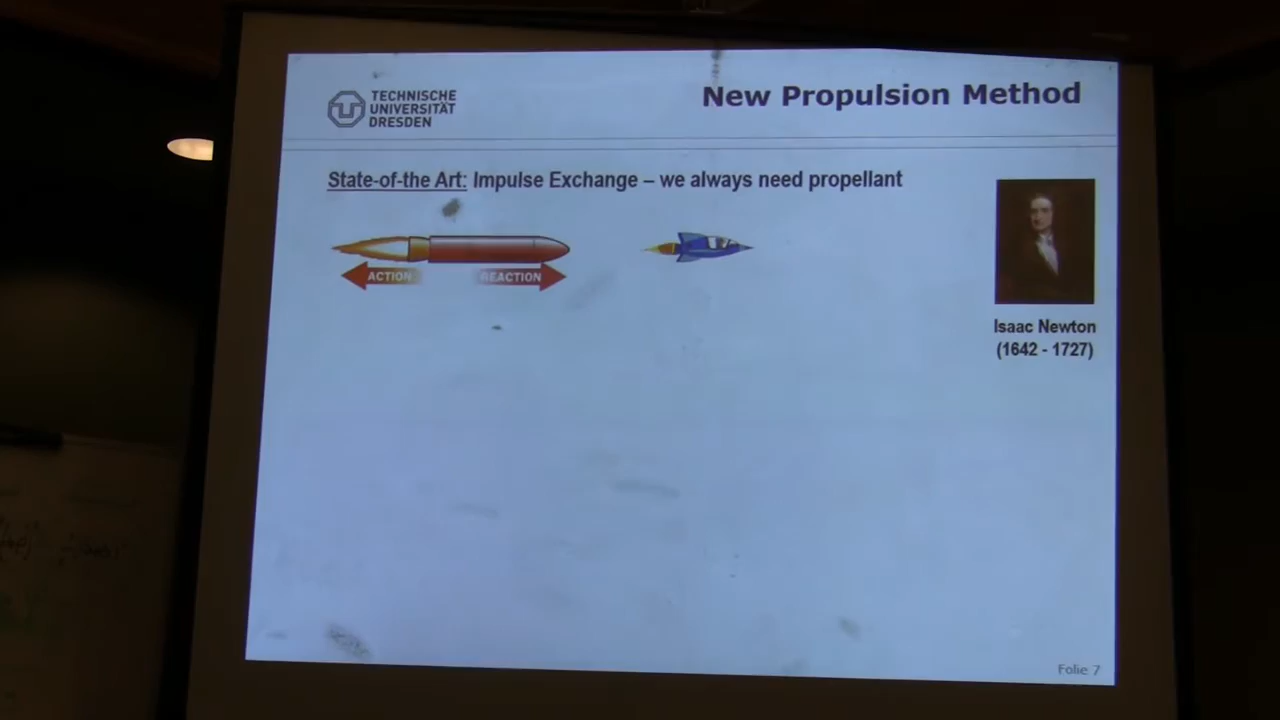 TECHNISCHE
UNIVERSITÄT
DRESDEN
New Propulsion Method
State-of-the Art: Impulse Exchange – we always need propellant
ACTION
REACTION
Isaac Newton
(1642 - 1727)
Folie 7